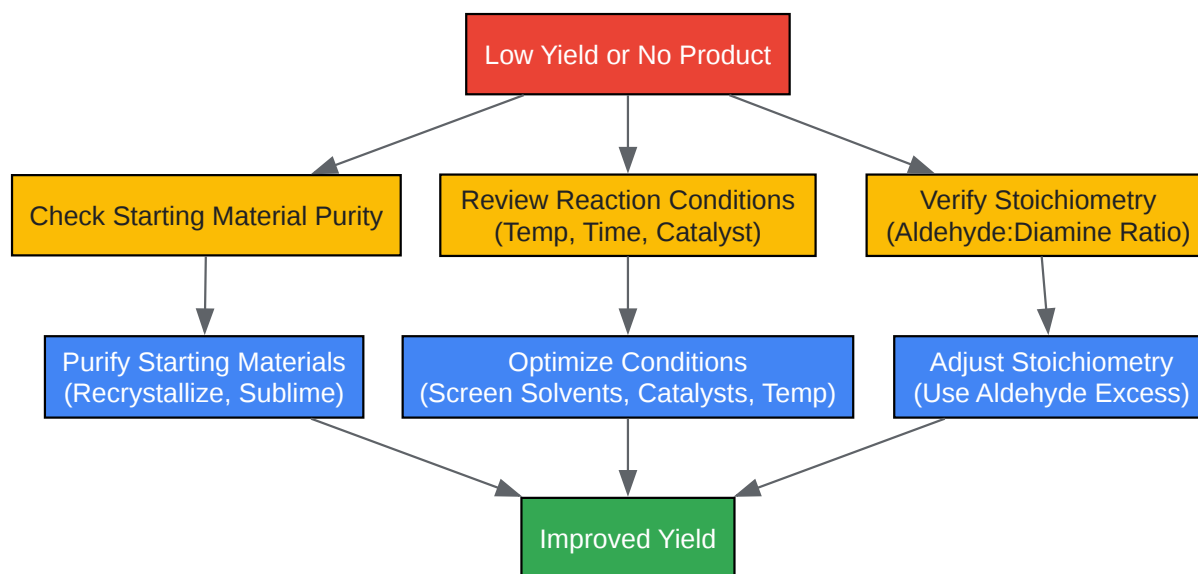 Low Yield or No Product
Check Starting Material Purity
Review Reaction Conditions
(Temp, Time, Catalyst)
Verify Stoichiometry
(Aldehyde:Diamine Ratio)
Purify Starting Materials
(Recrystallize, Sublime)
Optimize Conditions
(Screen Solvents, Catalysts, Temp)
Adjust Stoichiometry
(Use Aldehyde Excess)
Improved Yield